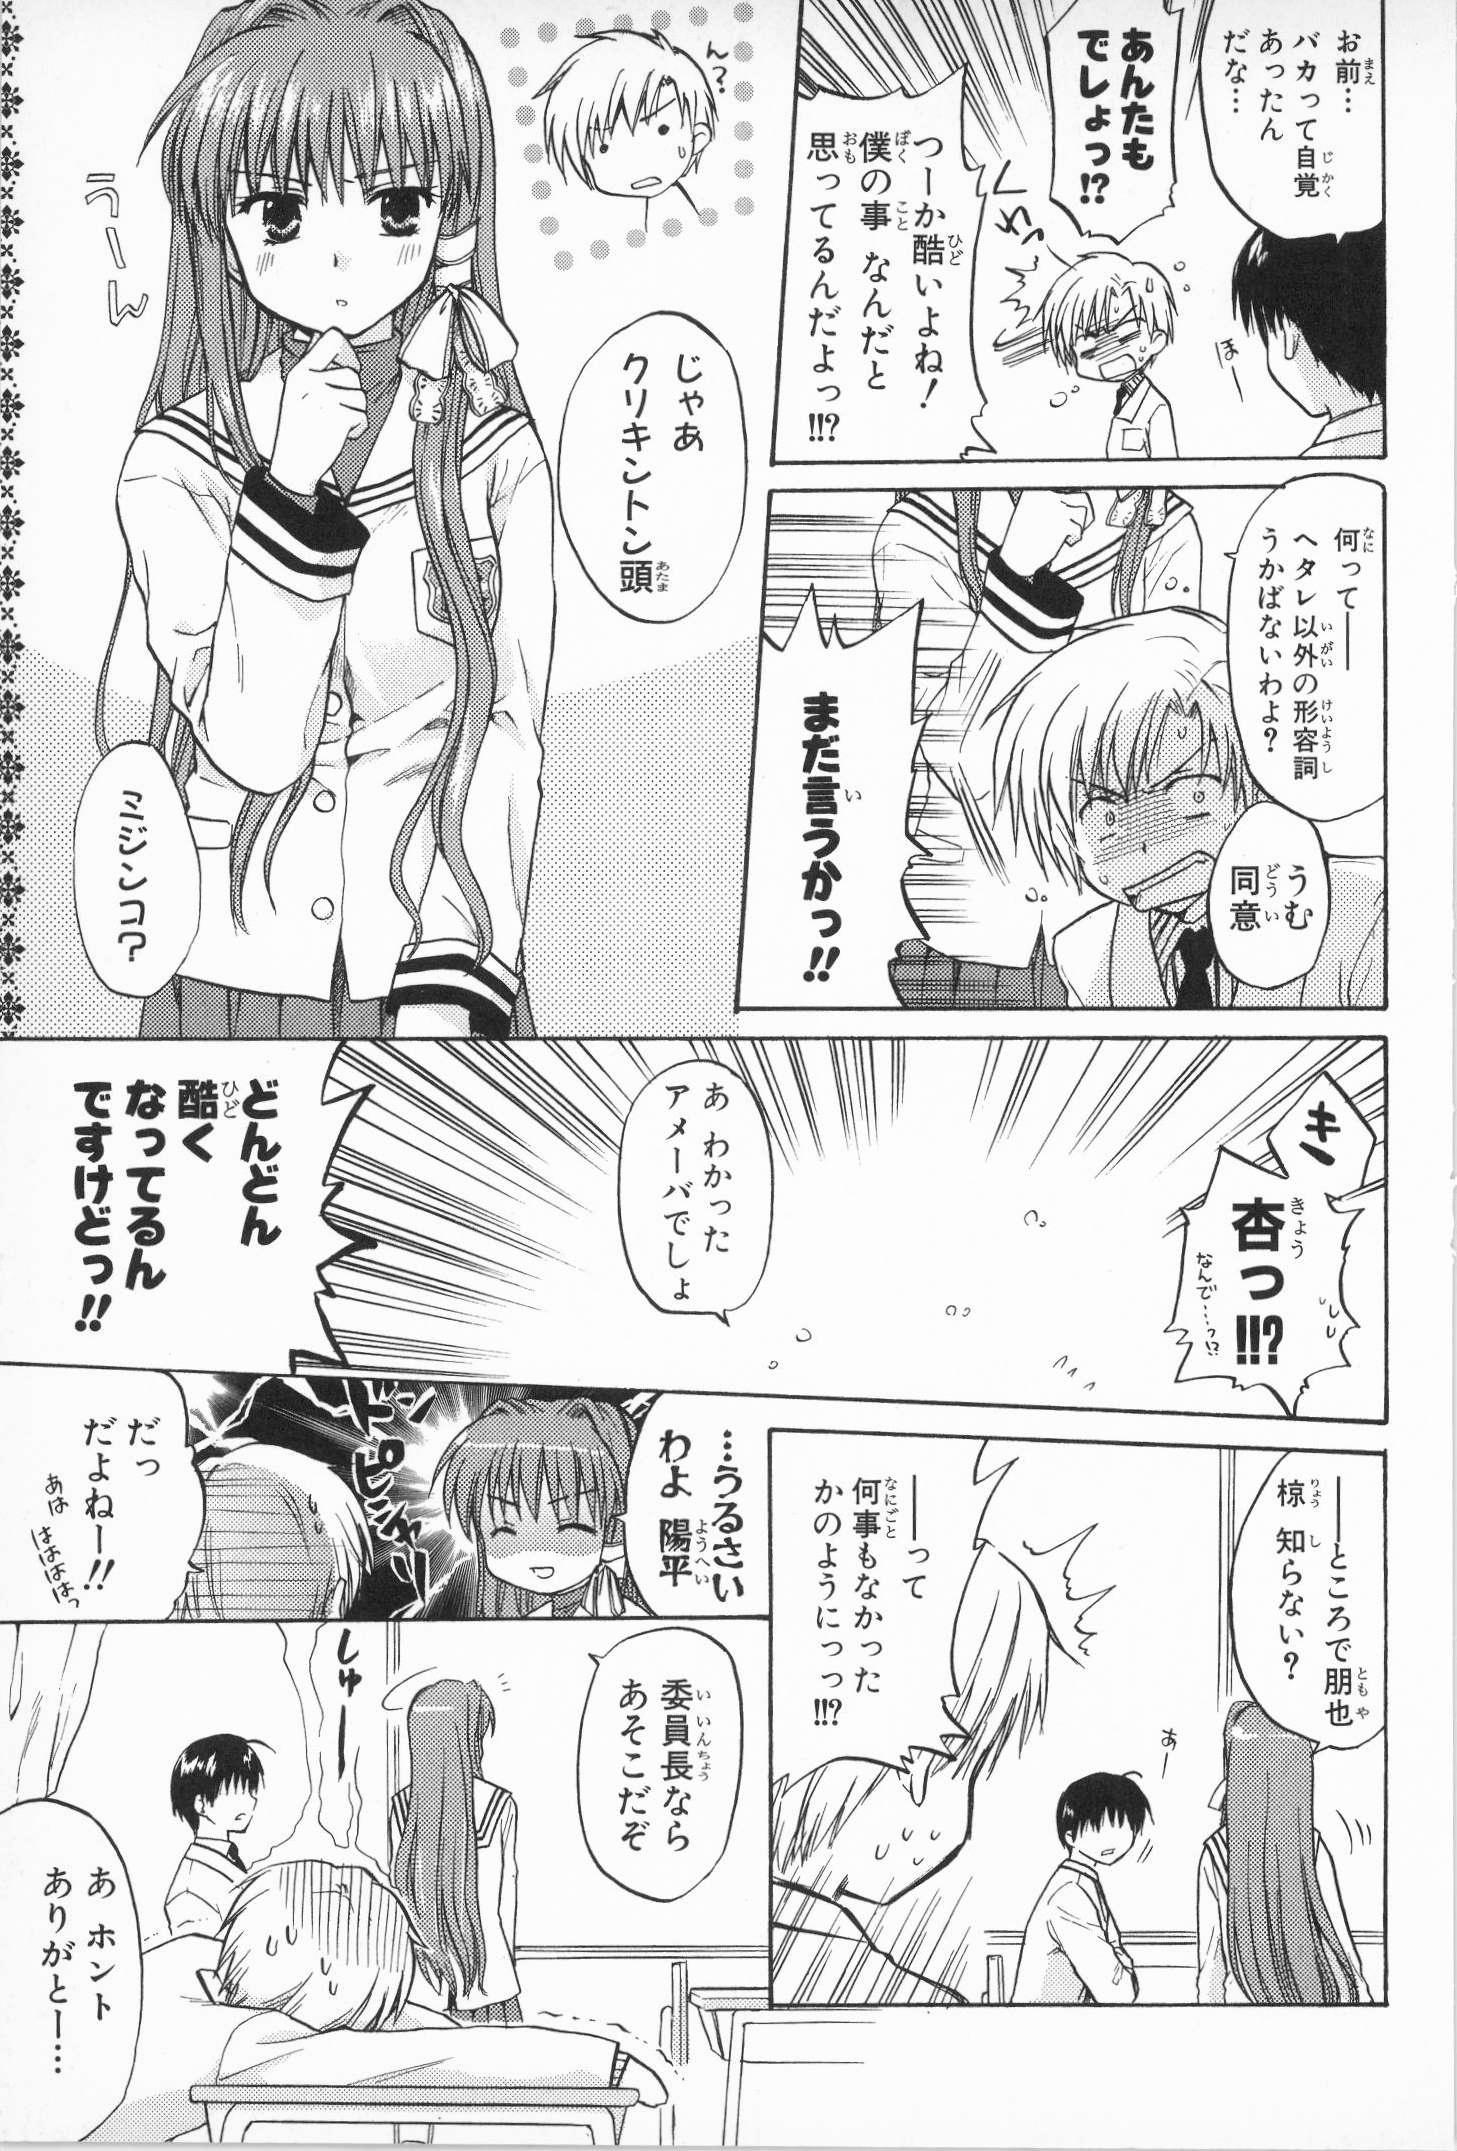 お前…
バカって自覚
あったん
だな…
あんたも
でしょっ!?
つーか酷いよね!
僕の事 なんだと
思ってるんだよっ!!?
ほー
何って──
ヘタレ以外の形容詞
うかばないわよ?
うむ
同意
まだ言うかっ!!
ん?
うーん
じゃあ
クリキントン頭
ミジンコ?
き
杏っ!!?
なんで…っ!?
あ わかった
アメーバでしょ
どんどん
酷く
なってるん
ですけどっ!!
──ところで朋也
椋 知らない?
あー
──って
何事もなかった
かのようにっっ!!?
…うるさい
わよ 陽平
ドン
ピシャッ
だっ
だよねー!!
あは
はははは
委員長なら
あそこだぞ
しゅーー
あ ホント
ありがとー…